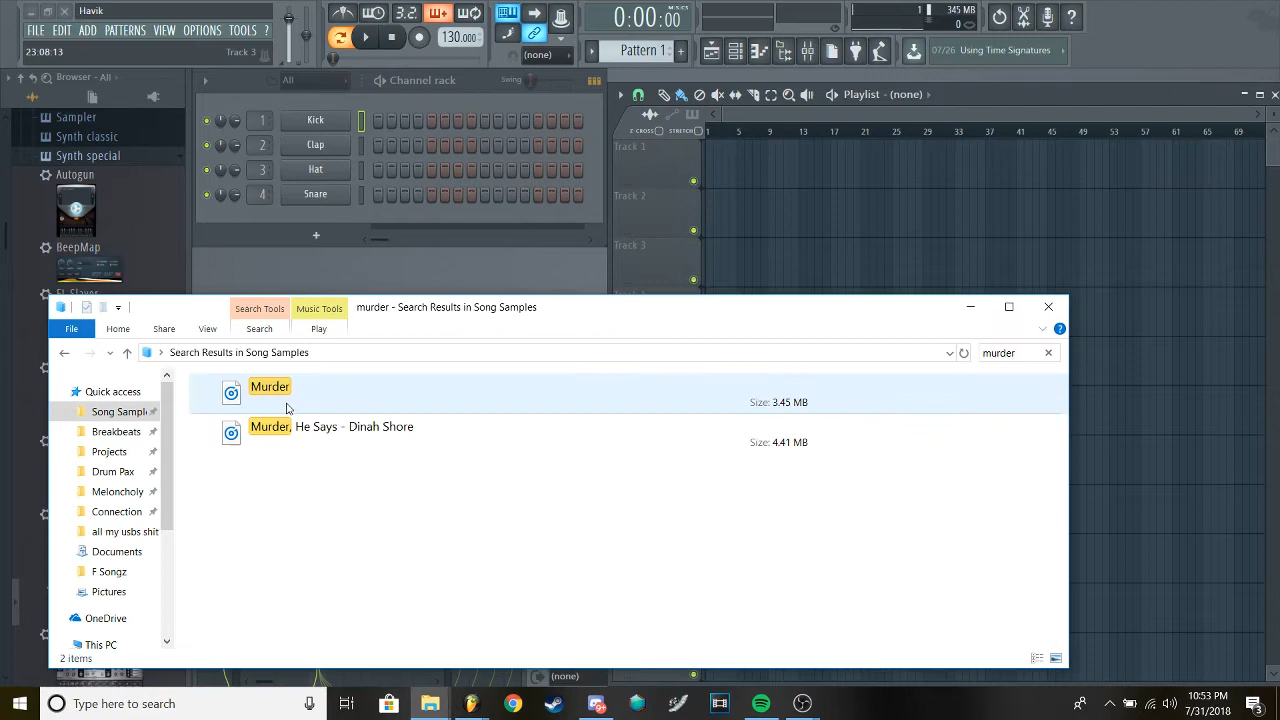 Havik
FILE EDIT ADD PATTERNS VIEW OPTIONS TOOLS ?
23:08:13 Track 3
3.2
130.000
0:00:00
M:S:CS
Pattern 1
(none)
1
345 MB
0
07/26 Using Time Signatures
Browser - All
Sampler
Synth classic
Synth special
Autogun
BeepMap
All
Channel rack
Swing
1 Kick
2 Clap
3 Hat
4 Snare
+
Playlist - (none)
Z-CROSS STRETCH
1 5 9 13 17 21 25 29 33 37 41 45 49 53 57 61 65 69
Track 1
Track 2
Track 3
Search Tools
Music Tools
murder - Search Results in Song Samples
File
Home
Share
View
Search
Play
Search Results in Song Samples
murder
Quick access
Song Sampl
Breakbeats
Projects
Drum Pax
Meloncholy
Connection
all my usbs shit
Documents
F Songz
Pictures
OneDrive
This PC
Murder
Size: 3.45 MB
Murder, He Says - Dinah Shore
Size: 4.41 MB
2 items
(none)
Type here to search
10:53 PM
7/31/2018
3